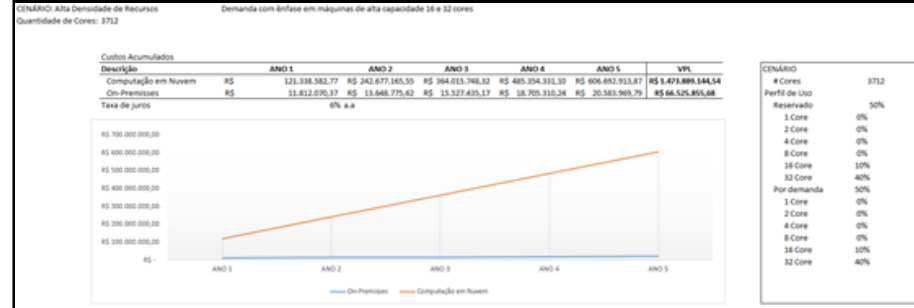 CENÁRIO: Alta Densidade de Recursos Demanda com ênfase em máquinas de alta capacidade 16 e 32 cores
Quantidade de Cores: 3712
Custos Acumulados
Descrição ANO 1 ANO 2 ANO 3 ANO 4 ANO 5 VPL
Computação em Nuvem R$ 121.338.582,77 R$ 242.677.165,55 R$ 364.015.748,32 R$ 485.354.331,10 R$ 606.692.913,87 R$ 1.473.889.144,54
On-Premisses R$ 11.812.070,37 R$ 13.648.775,62 R$ 15.527.435,17 R$ 18.705.310,24 R$ 20.583.969,79 R$ 66.525.855,68
Taxa de juros 6% a.a
R$ 700.000.000,00
R$ 600.000.000,00
R$ 500.000.000,00
R$ 400.000.000,00
R$ 300.000.000,00
R$ 200.000.000,00
R$ 100.000.000,00
R$ -
ANO 1 ANO 2 ANO 3 ANO 4 ANO 5
On-Premisses Computação em Nuvem
CENÁRIO
# Cores 3712
Perfil de Uso
Reservado 50%
1 Core 0%
2 Core 0%
4 Core 0%
8 Core 0%
16 Core 10%
32 Core 40%
Por demanda 50%
1 Core 0%
2 Core 0%
4 Core 0%
8 Core 0%
16 Core 10%
32 Core 40%